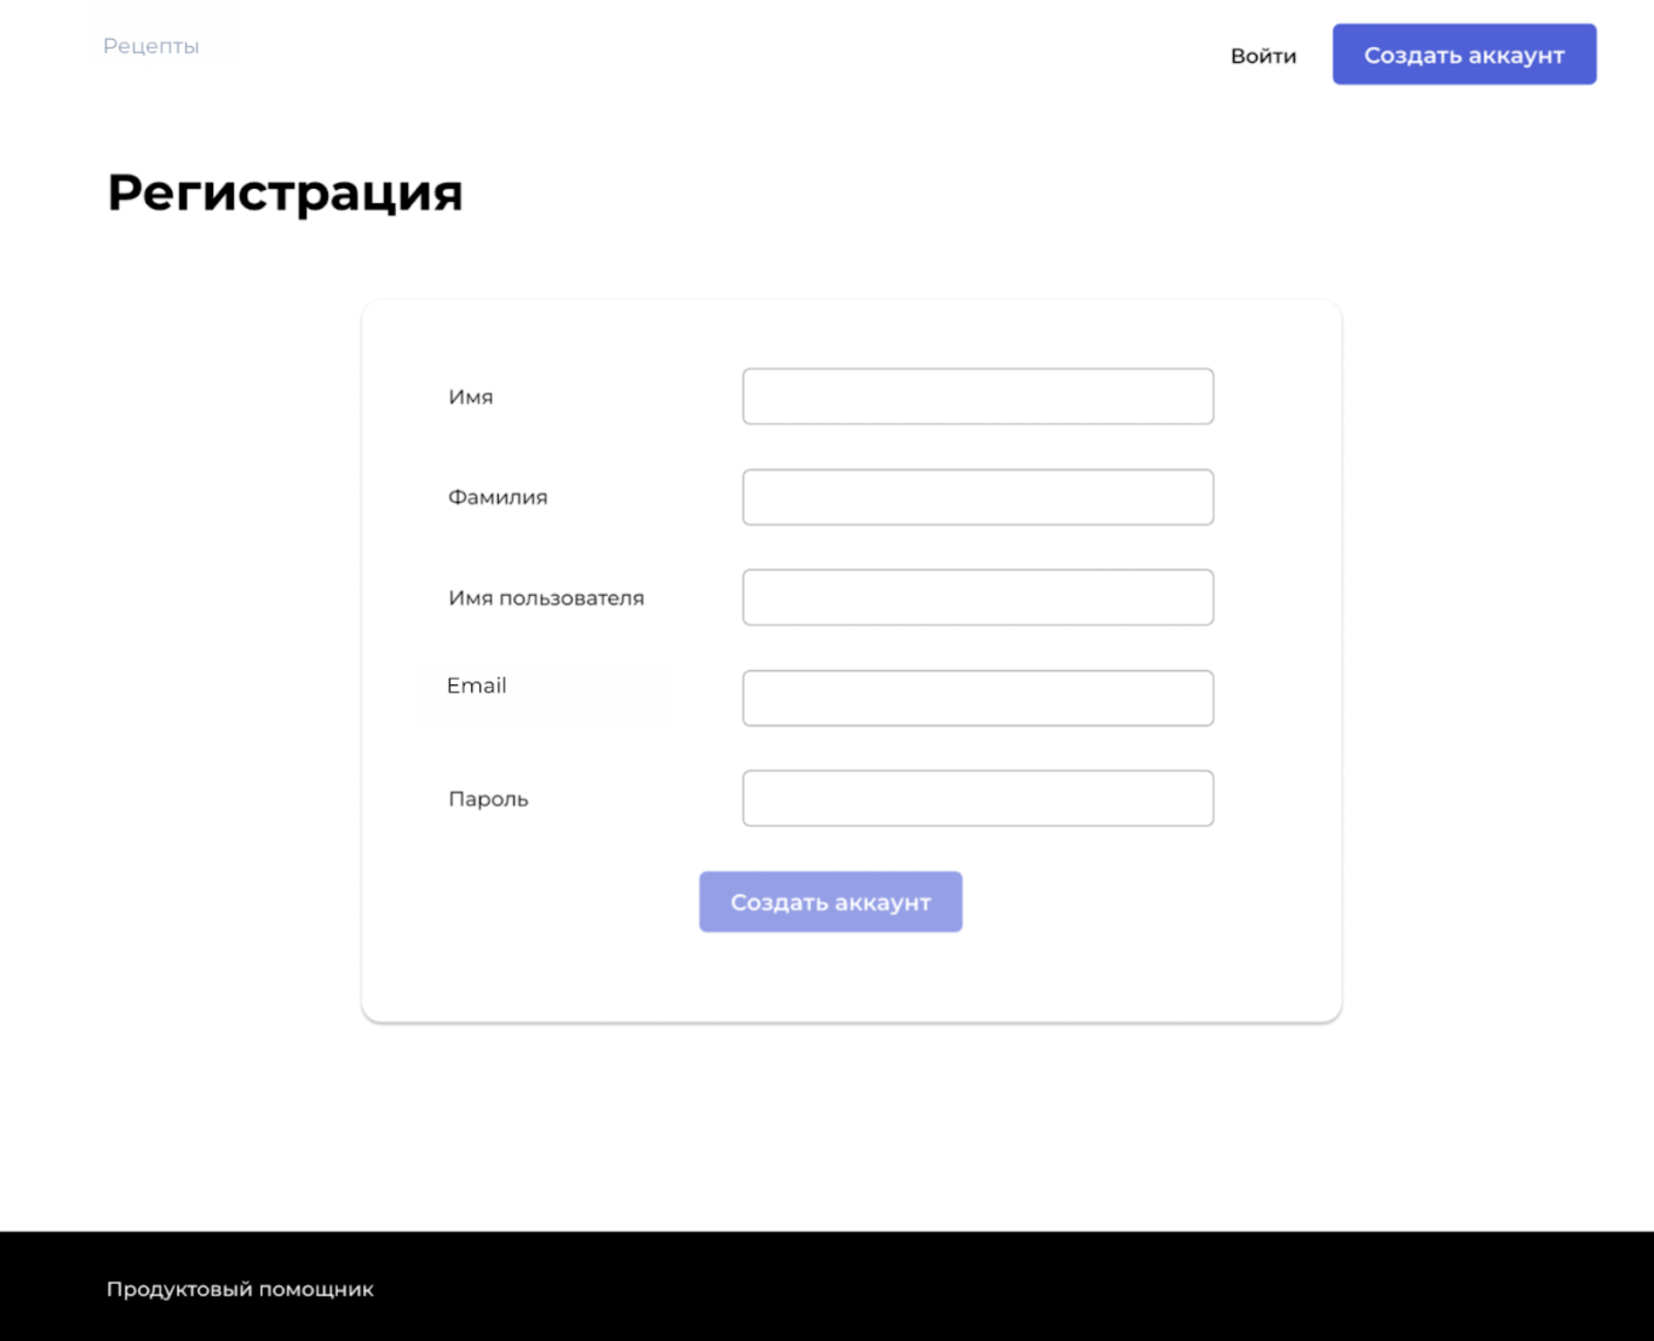 Рецепты
Войти
Создать аккаунт
Регистрация
Имя
Фамилия
Имя пользователя
Email
Пароль
Создать аккаунт
Продуктовый помощник